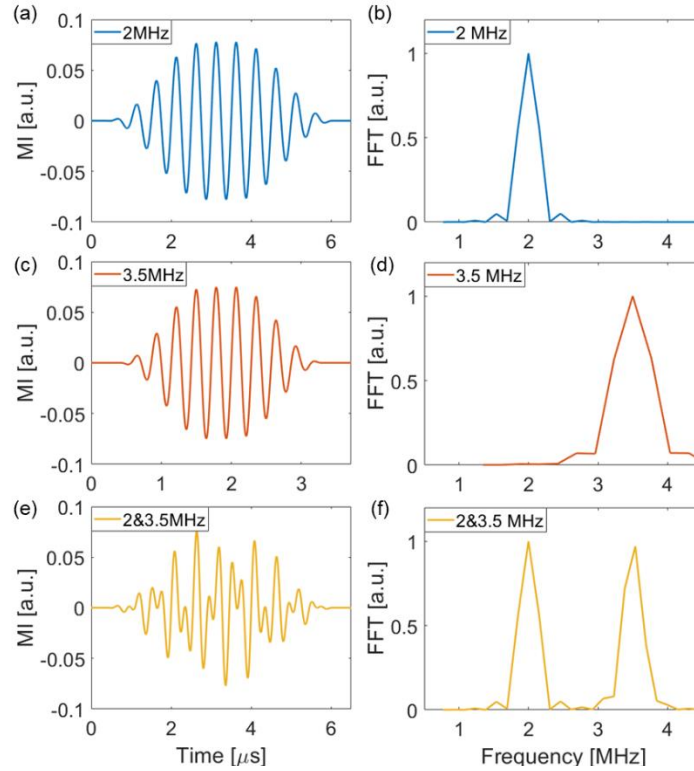 (a)
0.1
0.05
0
-0.05
-0.1
MI [a.u.]
2MHz
0 2 4 6
(b)
1
0.5
0
FFT [a.u.]
2 MHz
1 2 3 4
(c)
0.1
0.05
0
-0.05
-0.1
MI [a.u.]
3.5MHz
0 1 2 3
(d)
1
0.5
0
FFT [a.u.]
3.5 MHz
1 2 3 4
(e)
0.1
0.05
0
-0.05
-0.1
MI [a.u.]
2&3.5MHz
0 2 4 6
Time [μs]
(f)
1
0.5
0
FFT [a.u.]
2&3.5 MHz
1 2 3 4
Frequency [MHz]